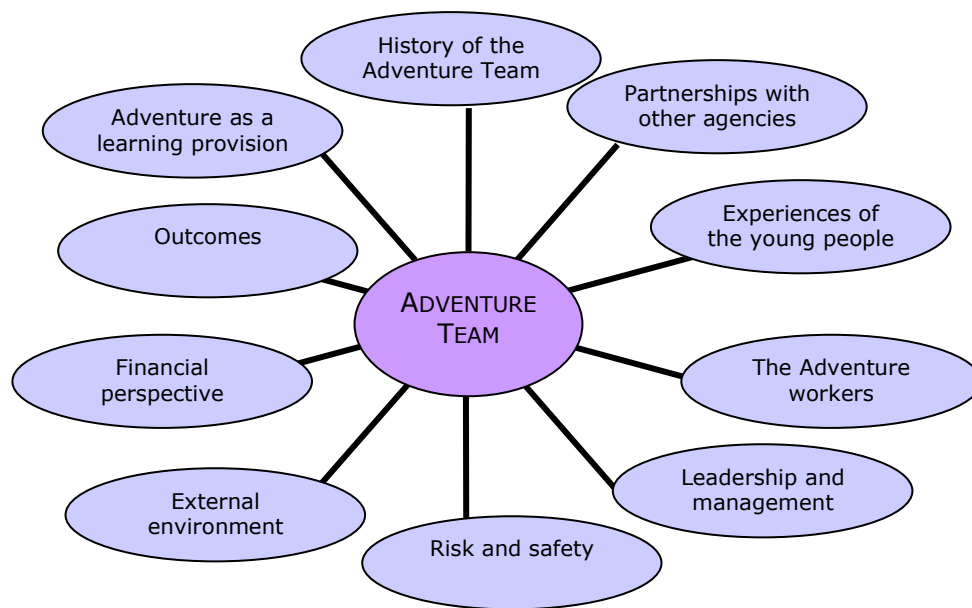 History of the
Adventure Team
Partnerships with
other agencies
Adventure as a
learning provision
Experiences of
the young people
Outcomes
ADVENTURE
TEAM
Financial
perspective
The Adventure
workers
Leadership and
management
External
environment
Risk and safety